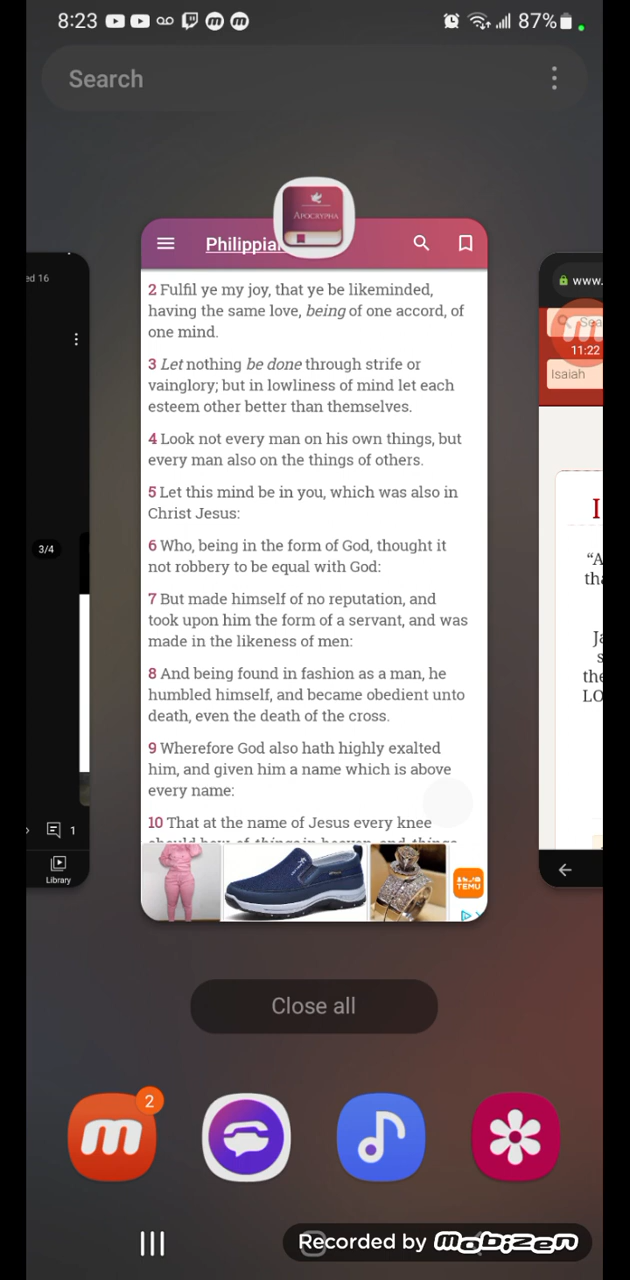 8:23
87%
Search
APOCRYPHA
Philippian
2 Fulfil ye my joy, that ye be likeminded,
having the same love, being of one accord, of
one mind.
3 Let nothing be done through strife or
vainglory; but in lowliness of mind let each
esteem other better than themselves.
4 Look not every man on his own things, but
every man also on the things of others.
5 Let this mind be in you, which was also in
Christ Jesus:
6 Who, being in the form of God, thought it
not robbery to be equal with God:
7 But made himself of no reputation, and
took upon him the form of a servant, and was
made in the likeness of men:
8 And being found in fashion as a man, he
humbled himself, and became obedient unto
death, even the death of the cross.
9 Wherefore God also hath highly exalted
him, and given him a name which is above
every name:
10 That at the name of Jesus every knee
TEMU
ed 16
3/4
1
Library
www.
Sea
11:22
Isaiah
I
“A
tha
Ja
s
the
LO
Close all
2
Recorded by mobizen